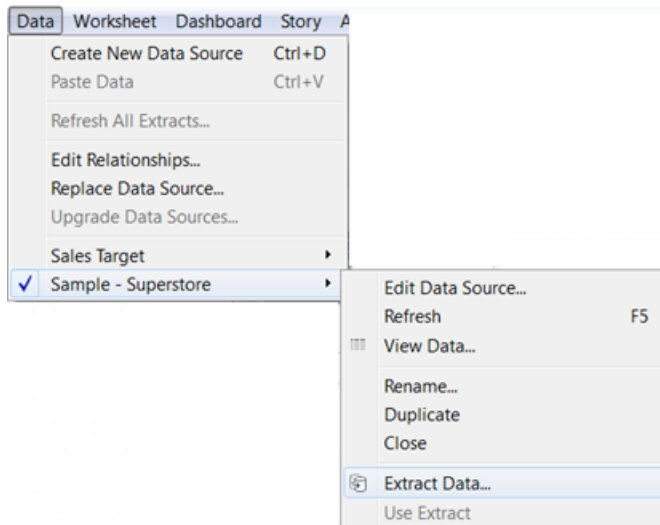 Data Worksheet Dashboard Story
Create New Data Source Ctrl+D
Paste Data Ctrl+V
Refresh All Extracts...
Edit Relationships...
Replace Data Source...
Upgrade Data Sources...
Sales Target
Sample - Superstore
Edit Data Source...
Refresh F5
View Data...
Rename...
Duplicate
Close
Extract Data...
Use Extract